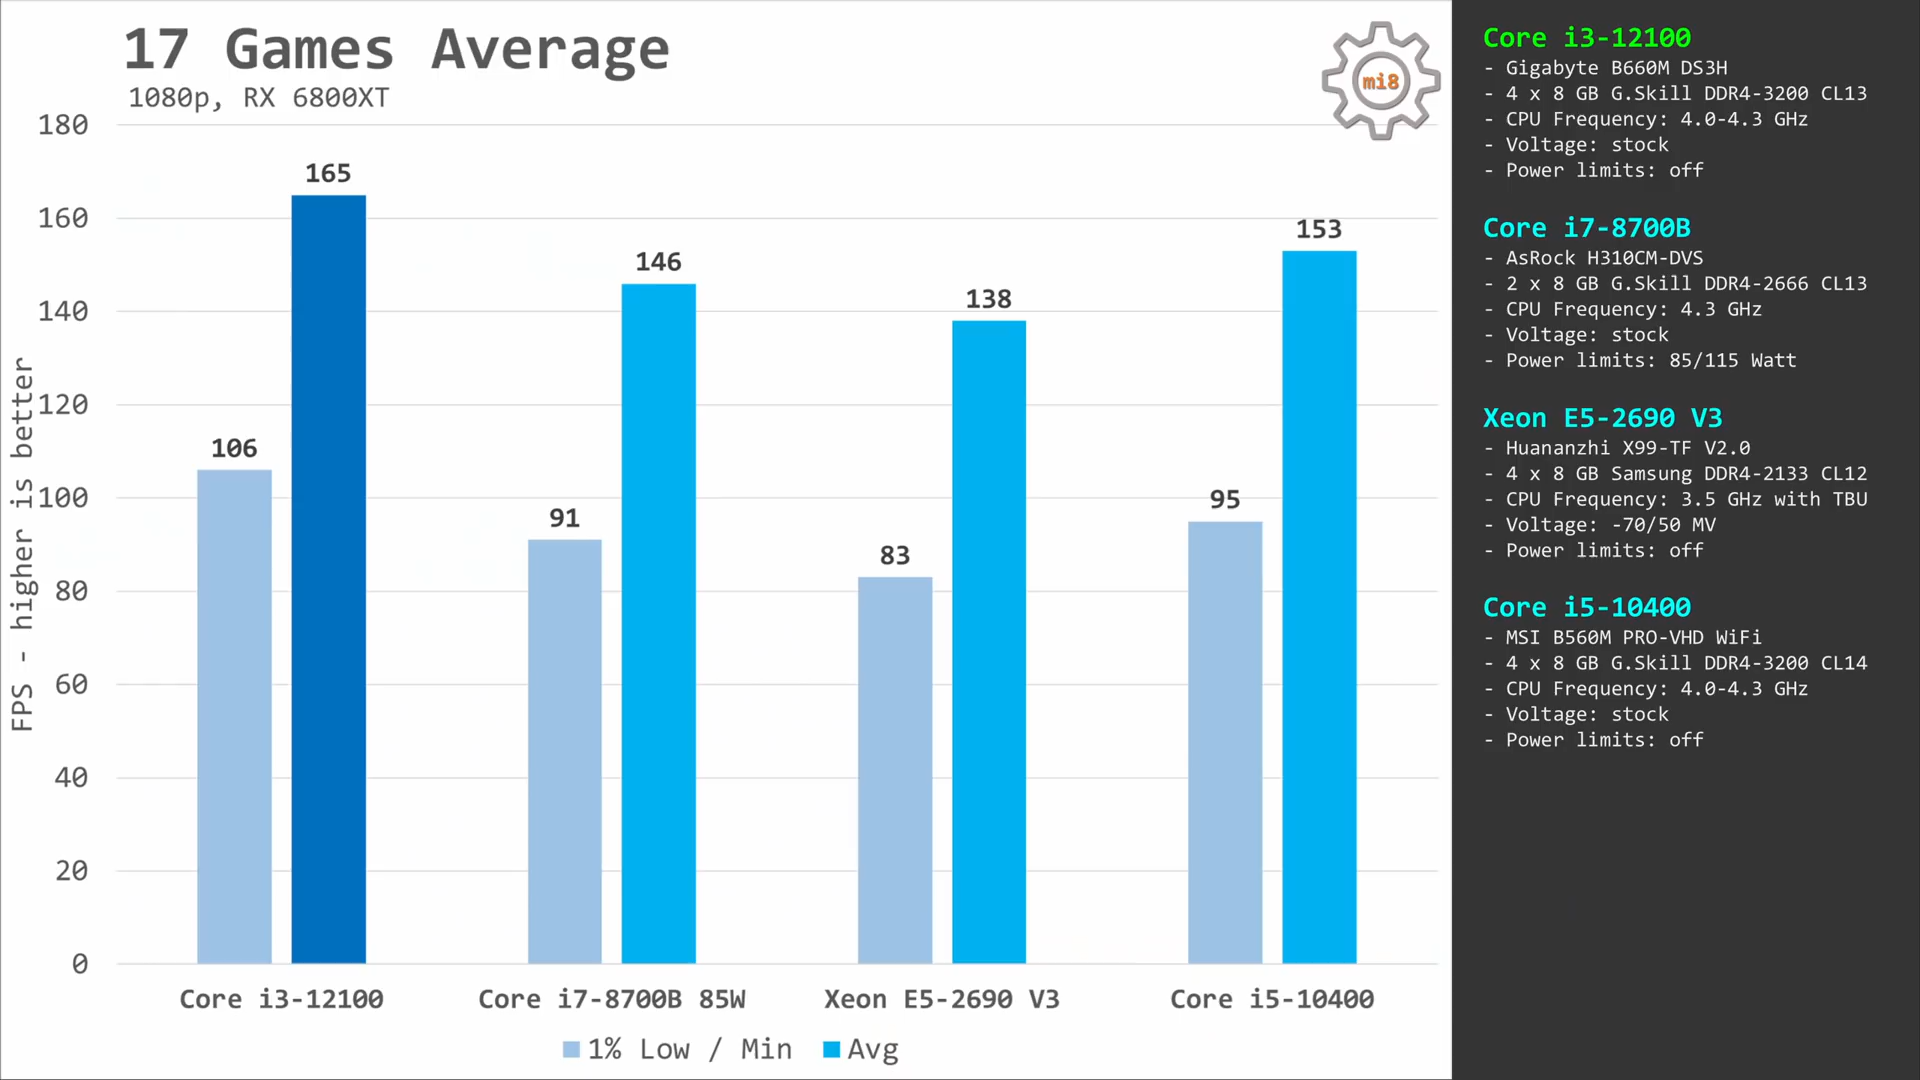 17 Games Average
1080p, RX 6800XT
mi8
FPS - higher is better
180
160
140
120
100
80
60
40
20
0
106
165
91
146
83
138
95
153
Core i3-12100
Core i7-8700B 85W
Xeon E5-2690 V3
Core i5-10400
1% Low / Min
Avg
Core i3-12100
- Gigabyte B660M DS3H
- 4 x 8 GB G.Skill DDR4-3200 CL13
- CPU Frequency: 4.0-4.3 GHz
- Voltage: stock
- Power limits: off
Core i7-8700B
- AsRock H310CM-DVS
- 2 x 8 GB G.Skill DDR4-2666 CL13
- CPU Frequency: 4.3 GHz
- Voltage: stock
- Power limits: 85/115 Watt
Xeon E5-2690 V3
- Huananzhi X99-TF V2.0
- 4 x 8 GB Samsung DDR4-2133 CL12
- CPU Frequency: 3.5 GHz with TBU
- Voltage: -70/50 MV
- Power limits: off
Core i5-10400
- MSI B560M PRO-VHD WiFi
- 4 x 8 GB G.Skill DDR4-3200 CL14
- CPU Frequency: 4.0-4.3 GHz
- Voltage: stock
- Power limits: off